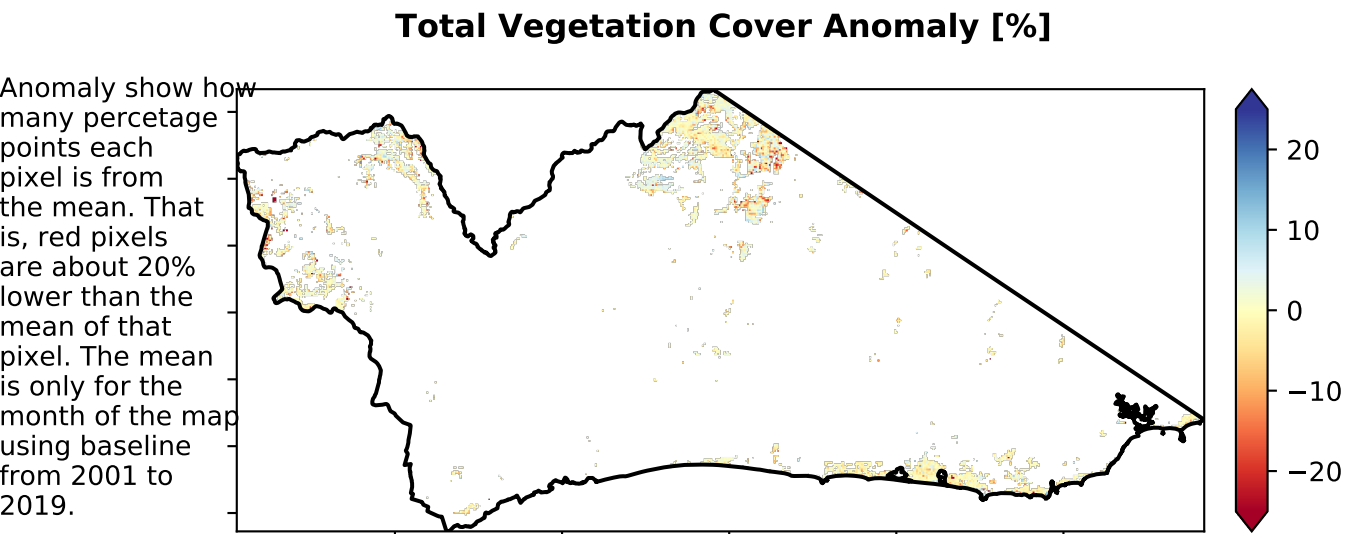 Total Vegetation Cover Anomaly [%]
Anomaly show how
many percetage
points each
pixel is from
the mean. That
is, red pixels
are about 20%
lower than the
mean of that
pixel. The mean
is only for the
month of the map
using baseline
from 2001 to
2019.
20
10
0
−10
−20